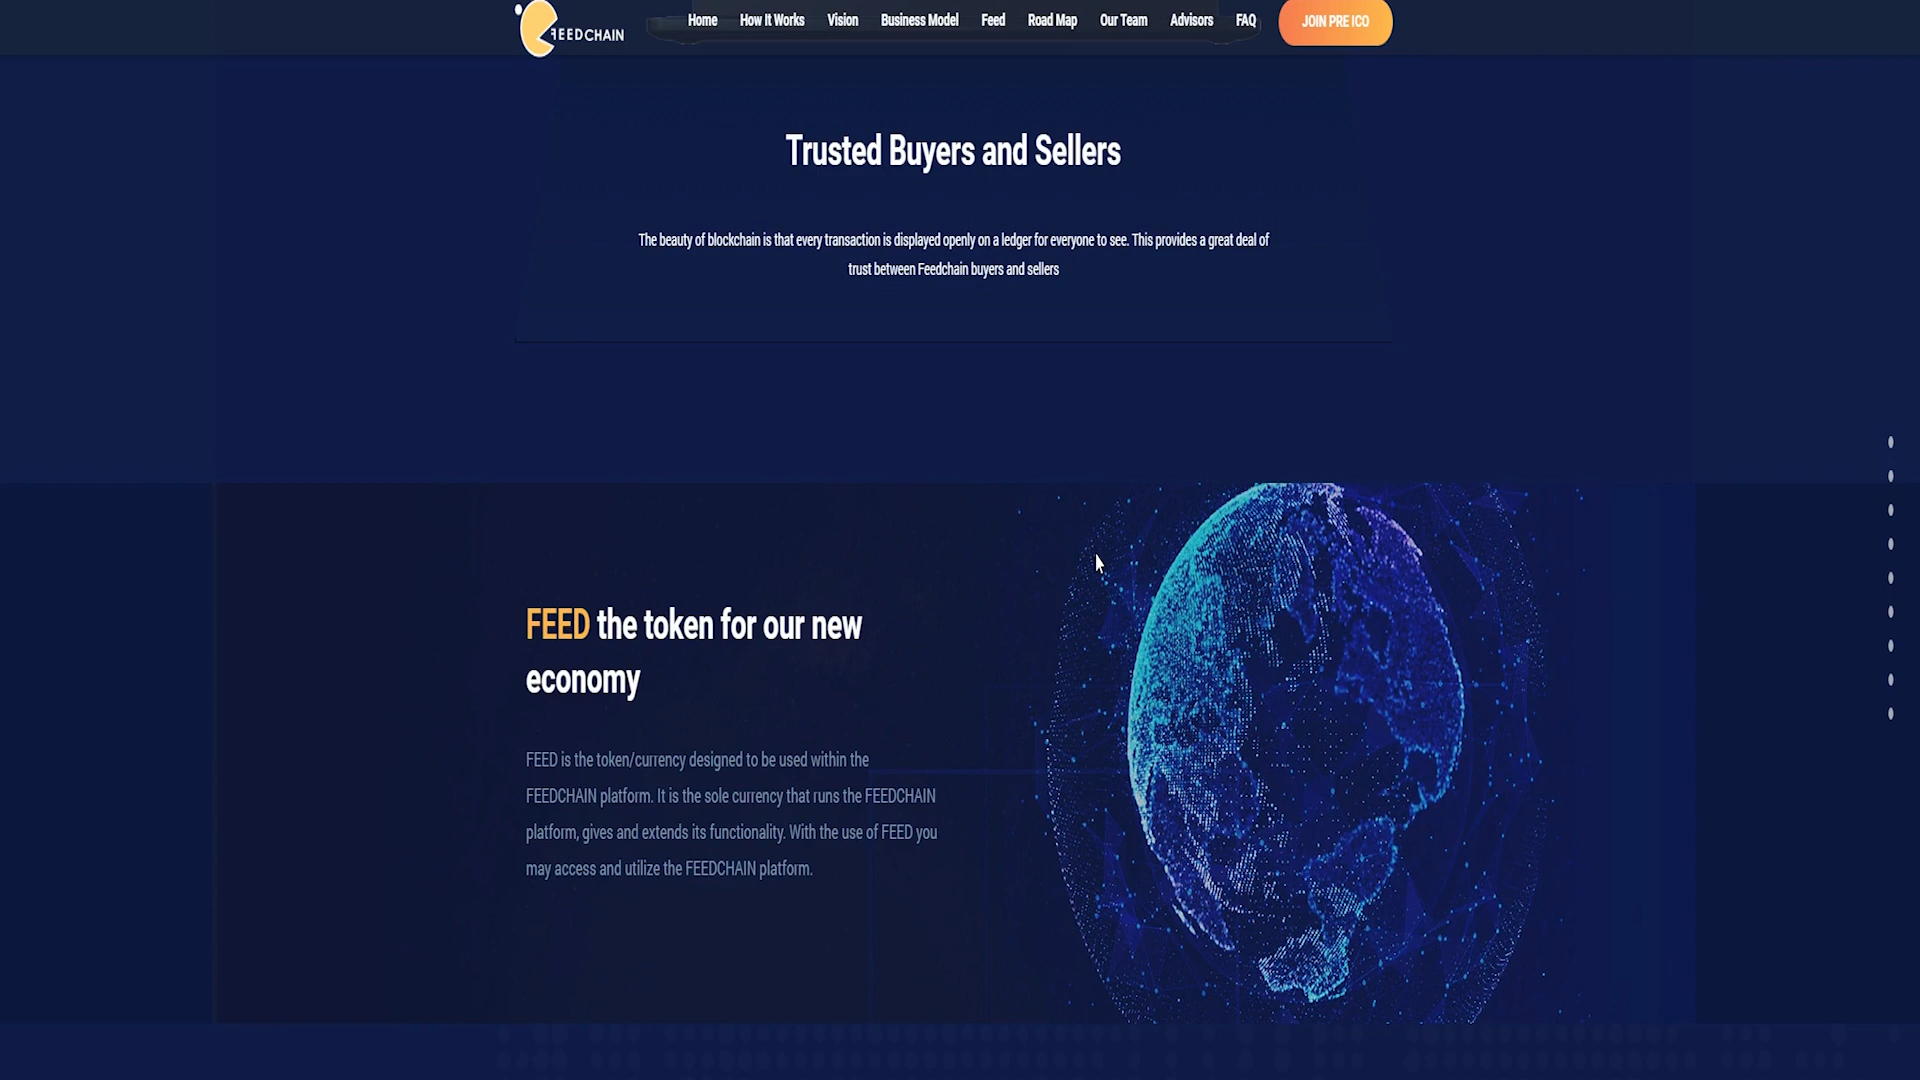 FEEDCHAIN
Home How It Works Vision Business Model Feed Road Map Our Team Advisors FAQ JOIN PRE ICO
Trusted Buyers and Sellers
The beauty of blockchain is that every transaction is displayed openly on a ledger for everyone to see. This provides a great deal of
trust between Feedchain buyers and sellers
FEED the token for our new
economy
FEED is the token/currency designed to be used within the
FEEDCHAIN platform. It is the sole currency that runs the FEEDCHAIN
platform, gives and extends its functionality. With the use of FEED you
may access and utilize the FEEDCHAIN platform.